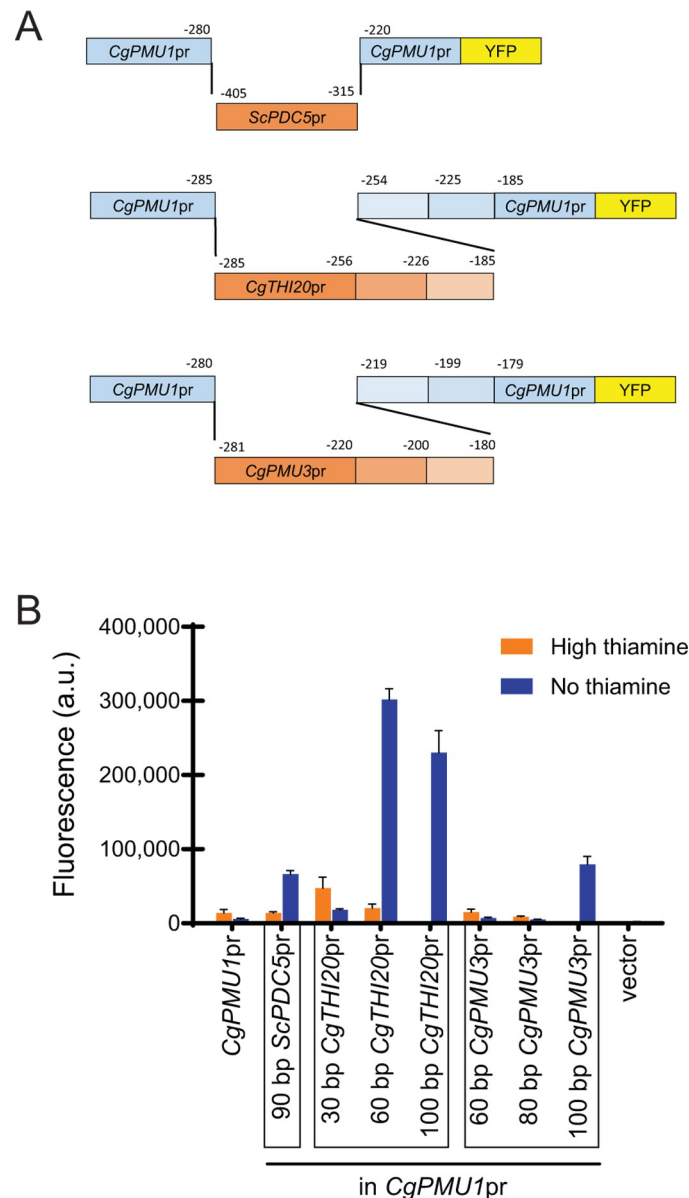 A
-280 -220
CgPMU1pr CgPMU1pr YFP
-405 -315
ScPDC5pr
-285 -254 -225 -185
CgPMU1pr CgPMU1pr YFP
-285 -256 -226 -185
CgTHI20pr
-280 -219 -199 -179
CgPMU1pr CgPMU1pr YFP
-281 -220 -200 -180
CgPMU3pr
B
Fluorescence (a.u.)
400,000
300,000
200,000
100,000
0
High thiamine
No thiamine
CgPMU1pr
90 bp ScPDC5pr
30 bp CgTHI20pr
60 bp CgTHI20pr
100 bp CgTHI20pr
60 bp CgPMU3pr
80 bp CgPMU3pr
100 bp CgPMU3pr
vector
in CgPMU1pr